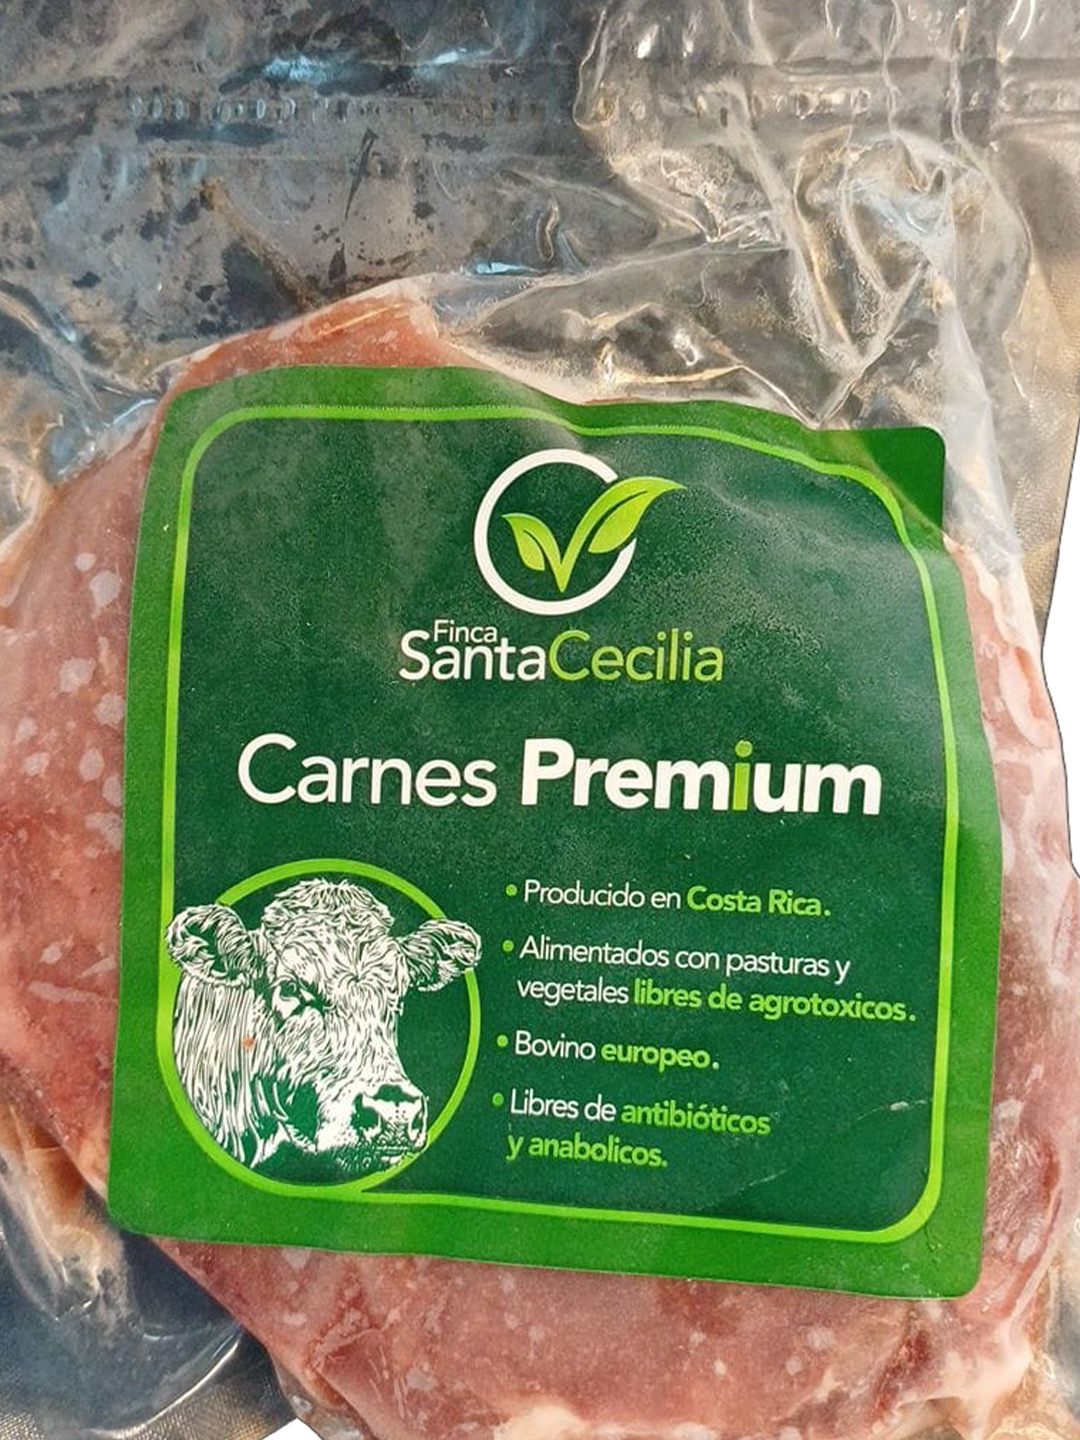 Finca
SantaCecilia
Carnes Premium
• Producido en Costa Rica.
• Alimentados con pasturas y
vegetales libres de agrotoxicos.
• Bovino europeo.
• Libres de antibióticos
y anabolicos.